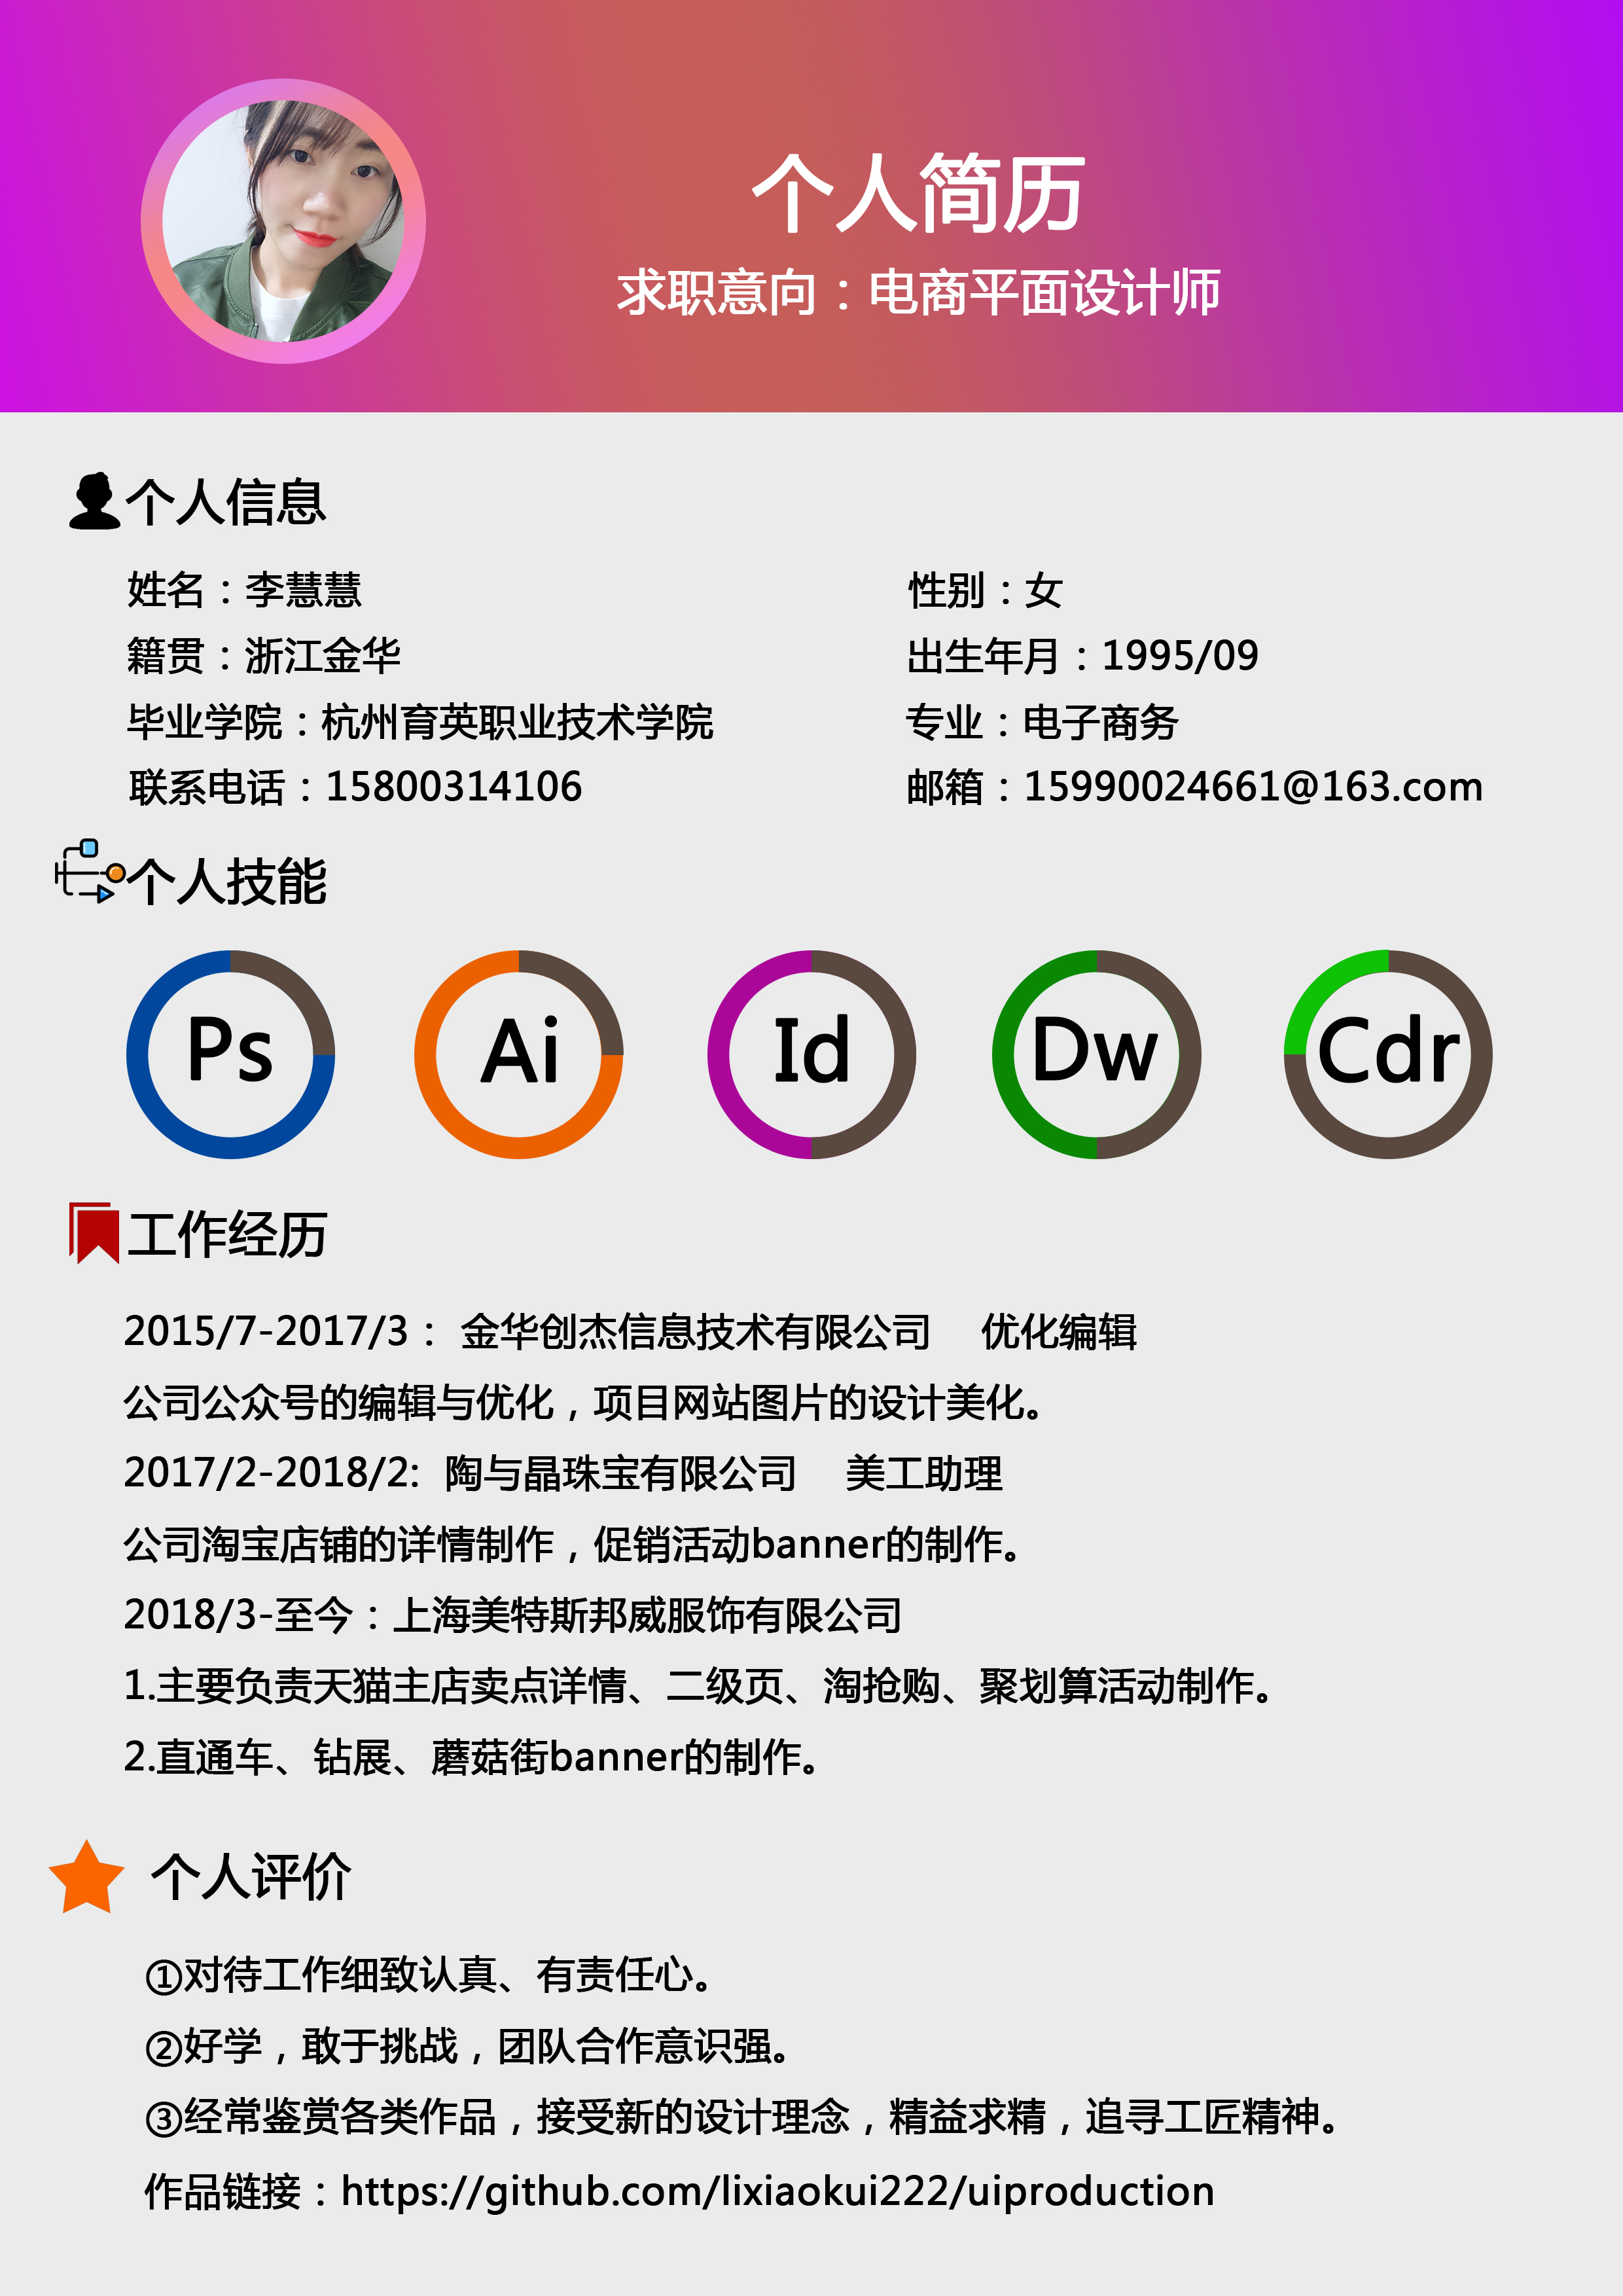 个人简历
求职意向：电商平面设计师
个人信息
姓名：李慧慧
性别：女
籍贯：浙江金华
出生年月：1995/09
毕业学院：杭州育英职业技术学院
专业：电子商务
联系电话：15800314106
邮箱：15990024661@163.com
个人技能
Ps
Ai
Id
Dw
Cdr
工作经历
2015/7-2017/3： 金华创杰信息技术有限公司 优化编辑
公司公众号的编辑与优化，项目网站图片的设计美化。
2017/2-2018/2: 陶与晶珠宝有限公司 美工助理
公司淘宝店铺的详情制作，促销活动banner的制作。
2018/3-至今：上海美特斯邦威服饰有限公司
1.主要负责天猫主店卖点详情、二级页、淘抢购、聚划算活动制作。
2.直通车、钻展、蘑菇街banner的制作。
个人评价
①对待工作细致认真、有责任心。
②好学，敢于挑战，团队合作意识强。
③经常鉴赏各类作品，接受新的设计理念，精益求精，追寻工匠精神。
作品链接：https://github.com/lixiaokui222/uiproduction